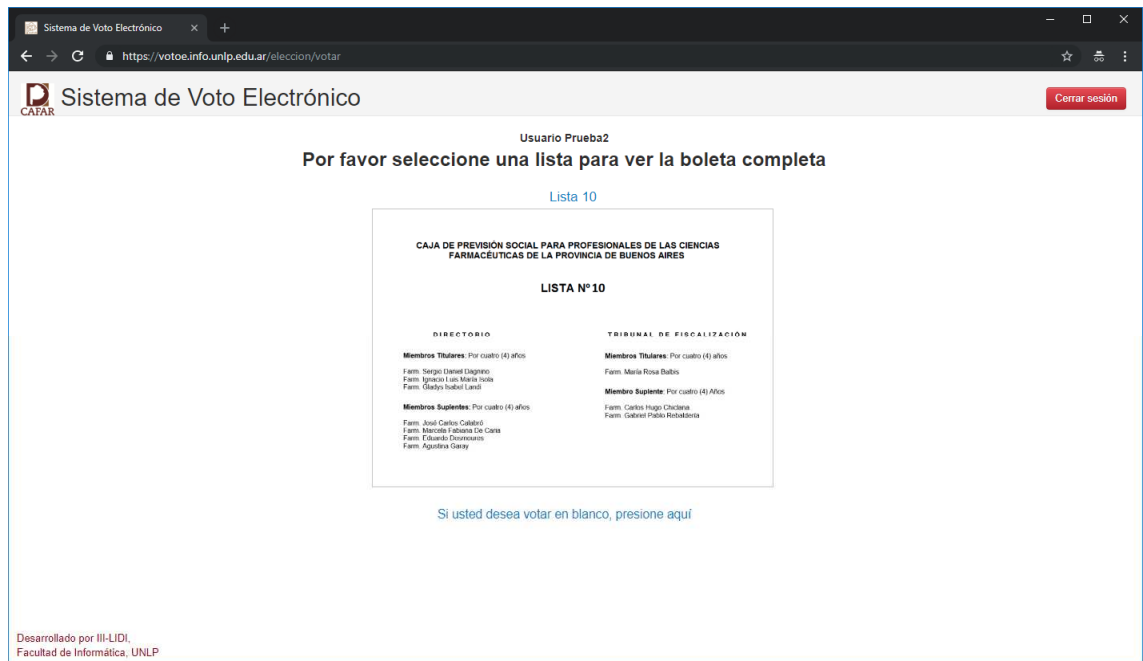 Sistema de Voto Electrónico
https://votoe.info.unlp.edu.ar/eleccion/votar
CAFAR
Sistema de Voto Electrónico
Cerrar sesión
Usuario Prueba2
Por favor seleccione una lista para ver la boleta completa
Lista 10
CAJA DE PREVISIÓN SOCIAL PARA PROFESIONALES DE LAS CIENCIAS
FARMACÉUTICAS DE LA PROVINCIA DE BUENOS AIRES
LISTA Nº 10
DIRECTORIO
Miembros Titulares: Por cuatro (4) años
Farm. Sergio Daniel Dagnino
Farm. Ignacio Luis María Isola
Farm. Gladys Isabel Landi
Miembros Suplentes: Por cuatro (4) años
Farm. José Carlos Calabró
Farm. Marcela Fabiana De Caria
Farm. Eduardo Desmouros
Farm. Agustina Garay
TRIBUNAL DE FISCALIZACIÓN
Miembros Titulares: Por cuatro (4) años
Farm. María Rosa Balbis
Miembro Suplente: Por cuatro (4) Años
Farm. Carlos Hugo Chiclana
Farm. Gabriel Pablo Rebaldería
Si usted desea votar en blanco, presione aquí
Desarrollado por III-LIDI,
Facultad de Informática, UNLP